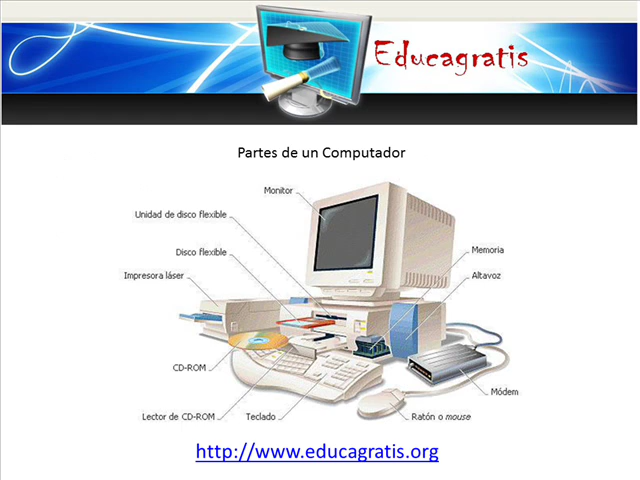 Educagratis
Partes de un Computador
Monitor
Unidad de disco flexible
Disco flexible
Impresora láser
Memoria
Altavoz
CD-ROM
Módem
Lector de CD-ROM
Teclado
Ratón o mouse
http://www.educagratis.org